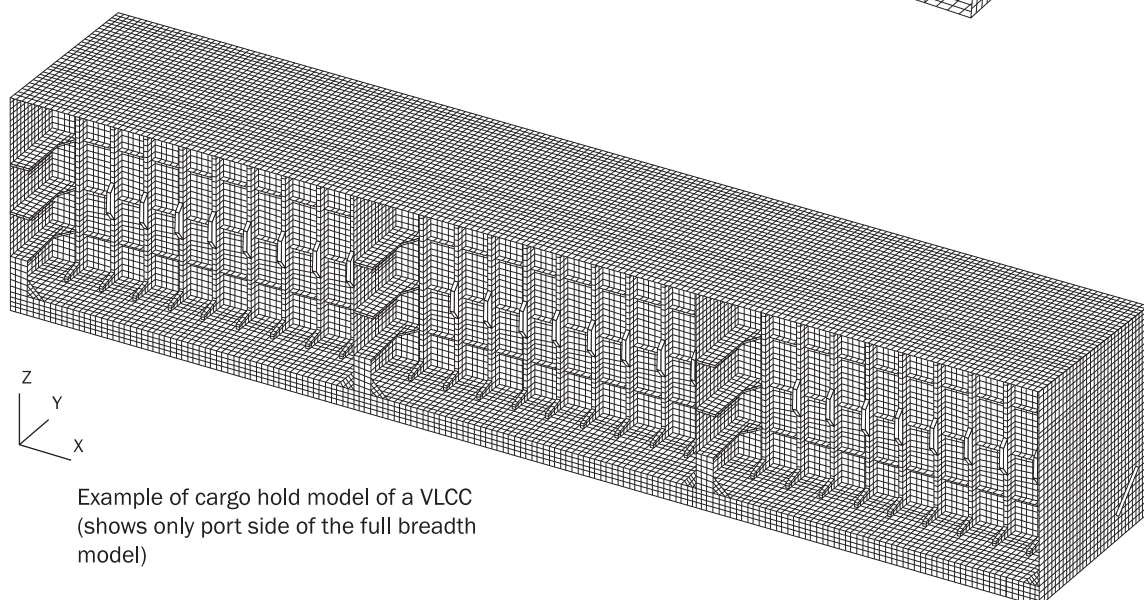 Z
Y
X
Example of cargo hold model of a VLCC
(shows only port side of the full breadth
model)